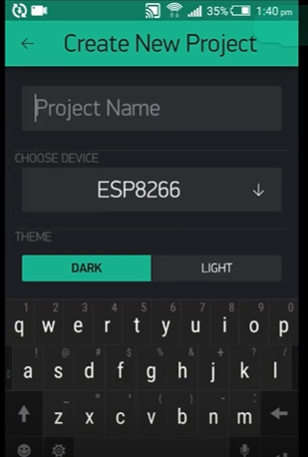 35% 1:40 pm
Create New Project
Project Name
CHOOSE DEVICE
ESP8266
THEME
DARK LIGHT
1 2 3 4 5 6 7 8 9 0
q w e r t y u i o p
! @ # $ & + ? /
a s d f g h j k l
_ " ' ( ) - :
z x c v b n m